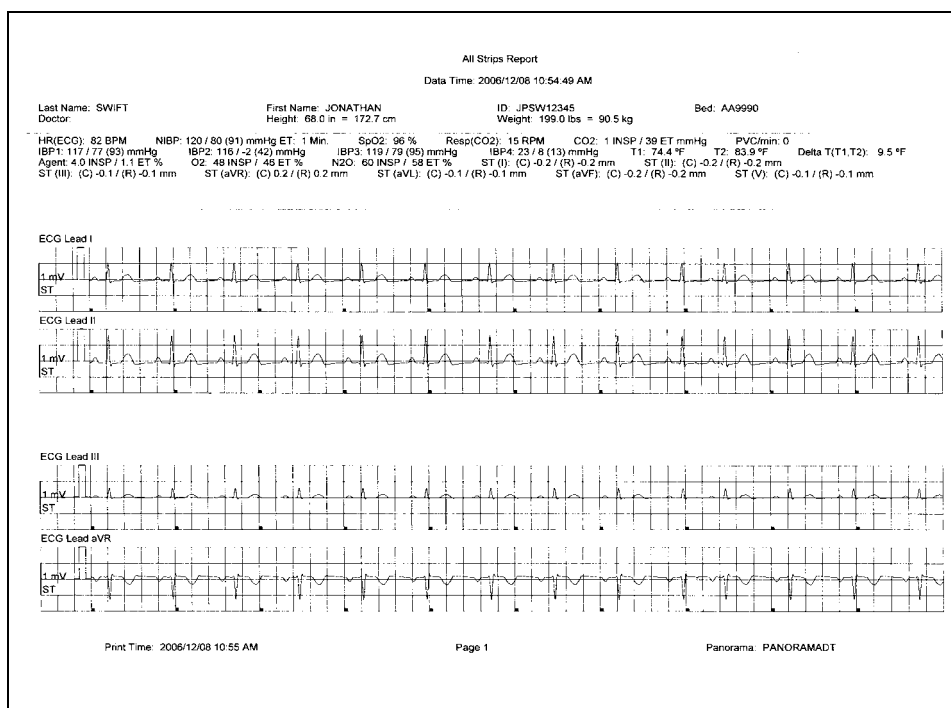 All Strips Report
Data Time: 2006/12/08 10:54:49 AM
Last Name: SWIFT First Name: JONATHAN ID: JPSW12345 Bed: AA9990
Doctor: Height: 68.0 in = 172.7 cm Weight: 199.0 lbs = 90.5 kg
HR(ECG): 82 BPM NIBP: 120 / 80 (91) mmHg ET: 1 Min. SpO2: 96 % Resp(CO2): 15 RPM CO2: 1 INSP / 39 ET mmHg PVC/min: 0
IBP1: 117 / 77 (93) mmHg IBP2: 116 / -2 (42) mmHg IBP3: 119 / 79 (95) mmHg IBP4: 23 / 8 (13) mmHg T1: 74.4 ºF T2: 83.9 ºF Delta T(T1,T2): 9.5 ºF
Agent: 4.0 INSP / 1.1 ET % O2: 48 INSP / 46 ET % N2O: 60 INSP / 58 ET % ST (I): (C) -0.2 / (R) -0.2 mm ST (II): (C) -0.2 / (R) -0.2 mm
ST (III): (C) -0.1 / (R) -0.1 mm ST (aVR): (C) 0.2 / (R) 0.2 mm ST (aVL): (C) -0.1 / (R) -0.1 mm ST (aVF): (C) -0.2 / (R) -0.2 mm ST (V): (C) -0.1 / (R) -0.1 mm
ECG Lead I
1 mV
ST
ECG Lead II
1 mV
ST
ECG Lead III
1 mV
ST
ECG Lead aVR
1 mV
ST
Print Time: 2006/12/08 10:55 AM Page 1 Panorama: PANORAMADT